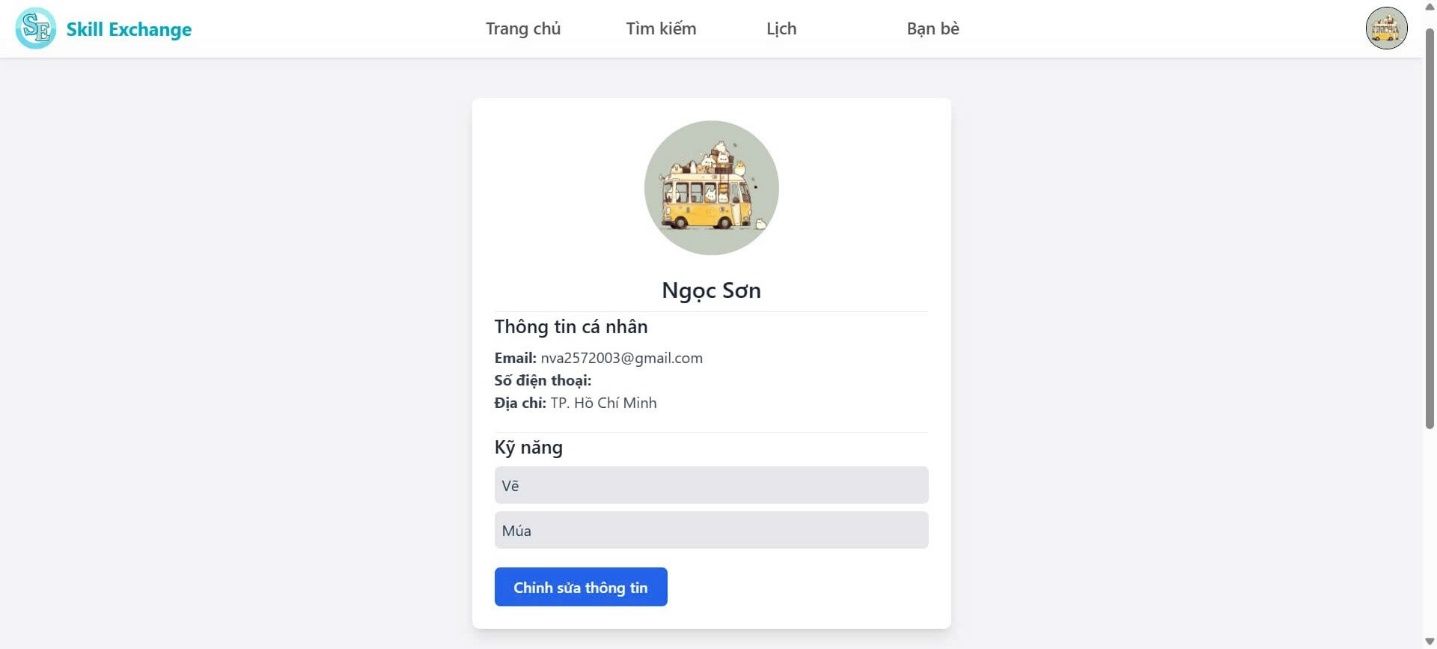 SE Skill Exchange Trang chủ Tìm kiếm Lịch Bạn bè
Ngọc Sơn
Thông tin cá nhân
Email: nva2572003@gmail.com
Số điện thoại:
Địa chỉ: TP. Hồ Chí Minh
Kỹ năng
Vẽ
Múa
Chỉnh sửa thông tin